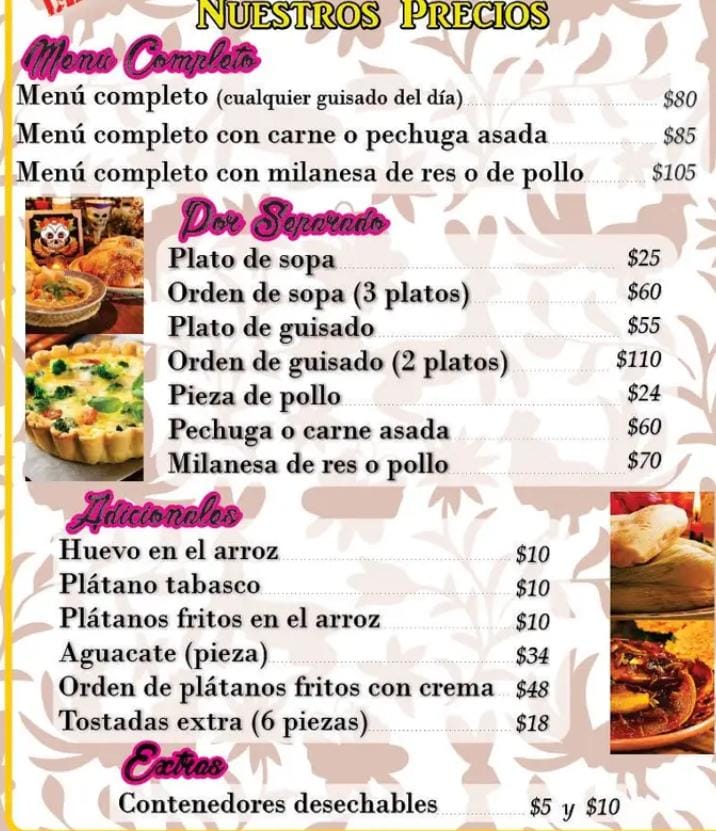 NUESTROS PRECIOS
Menú Completo
Menú completo (cualquier guisado del día) $80
Menú completo con carne o pechuga asada $85
Menú completo con milanesa de res o de pollo $105
Por Separado
Plato de sopa $25
Orden de sopa (3 platos) $60
Plato de guisado $55
Orden de guisado (2 platos) $110
Pieza de pollo $24
Pechuga o carne asada $60
Milanesa de res o pollo $70
Adicionales
Huevo en el arroz $10
Plátano tabasco $10
Plátanos fritos en el arroz $10
Aguacate (pieza) $34
Orden de plátanos fritos con crema $48
Tostadas extra (6 piezas) $18
Extras
Contenedores desechables $5 y $10